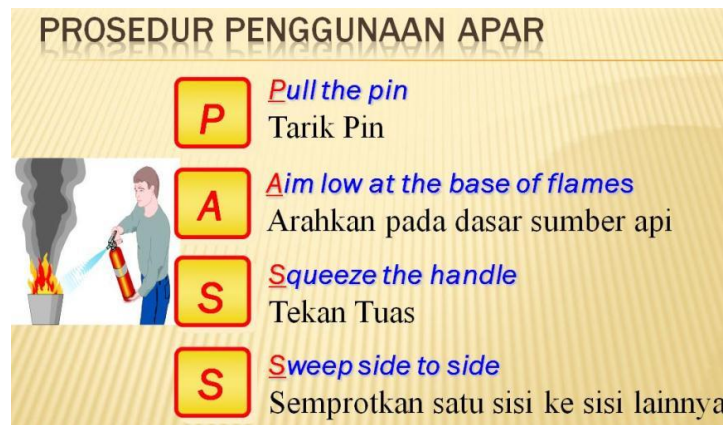 PROSEDUR PENGGUNAAN APAR
P
Pull the pin
Tarik Pin
A
Aim low at the base of flames
Arahkan pada dasar sumber api
S
Squeeze the handle
Tekan Tuas
S
Sweep side to side
Semprotkan satu sisi ke sisi lainnya